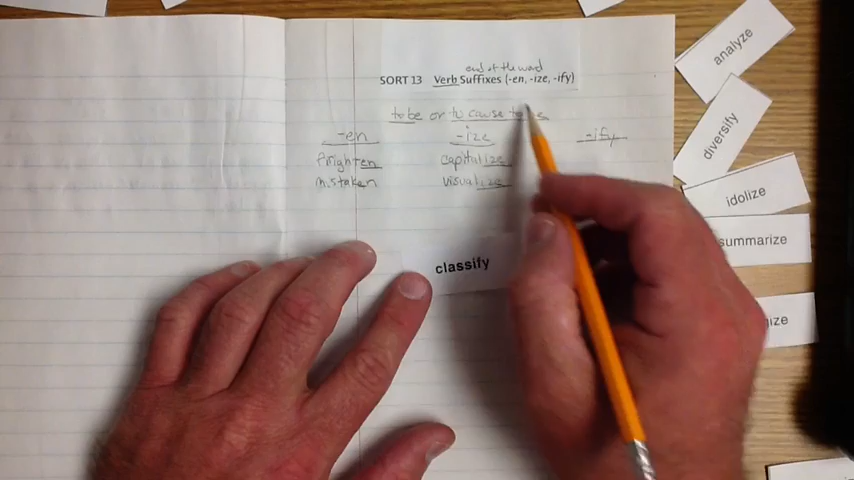 end of the word
SORT 13 Verb Suffixes (-en, -ize, -ify)
to be or to cause to
-en -ize -ify
frighten capitalize
mistaken visualize
classify
analyze
diversify
idolize
summarize
ize